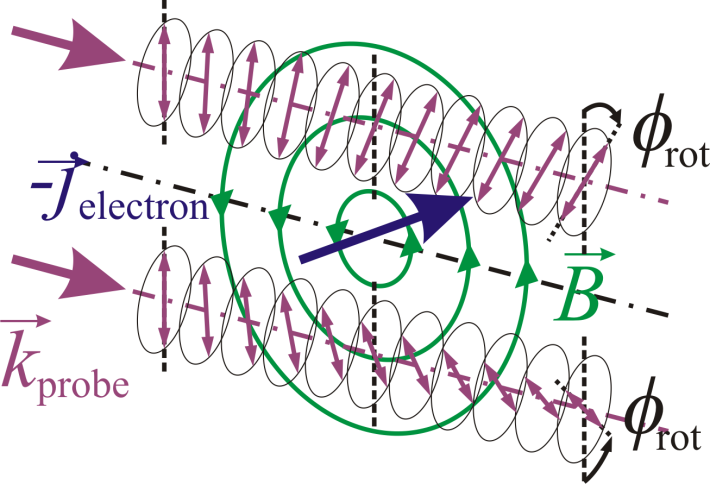 ϕrot
-j⃗electron
B⃗
k⃗probe
ϕrot